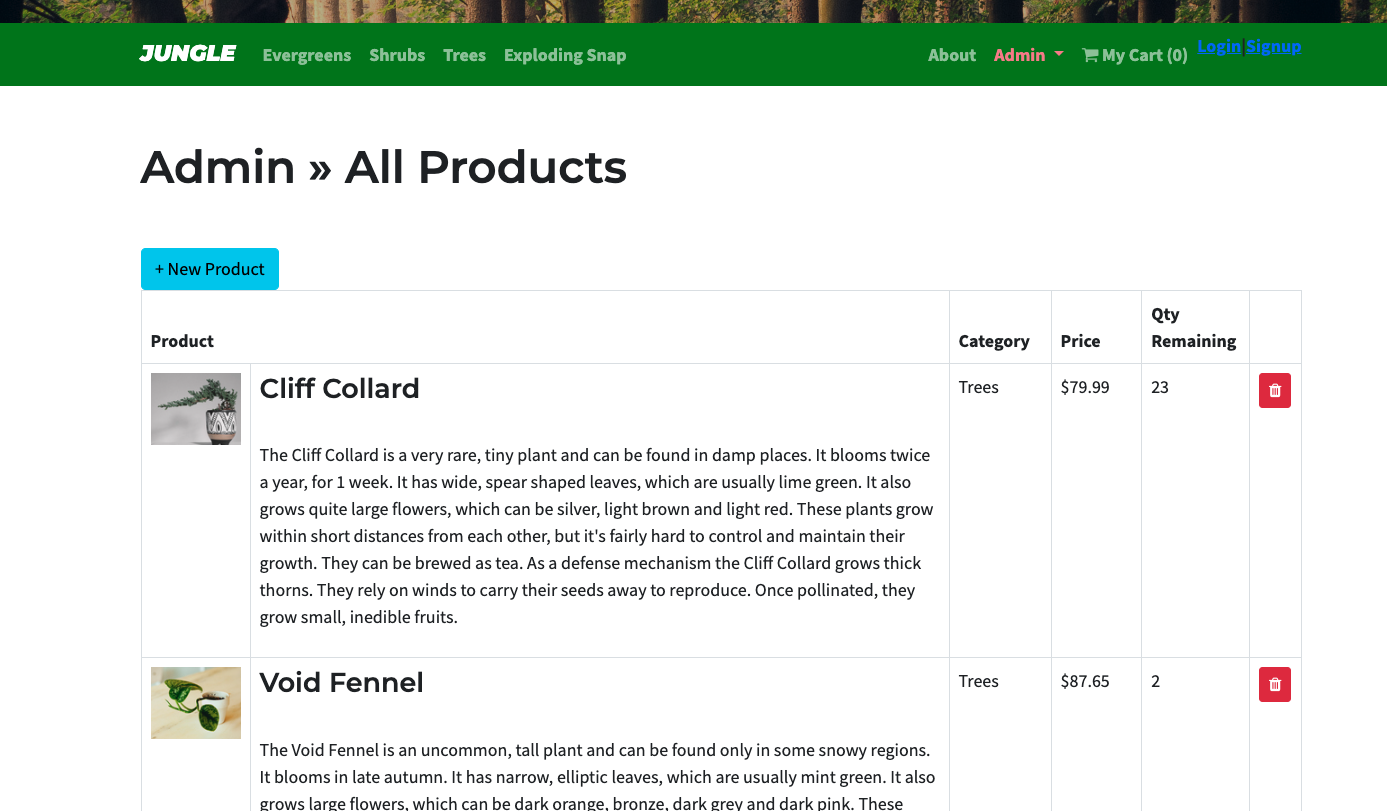 JUNGLE Evergreens Shrubs Trees Exploding Snap About Admin My Cart (0) Login|Signup
Admin » All Products
+ New Product
Product Category Price Qty Remaining
Cliff Collard Trees $79.99 23
The Cliff Collard is a very rare, tiny plant and can be found in damp places. It blooms twice
a year, for 1 week. It has wide, spear shaped leaves, which are usually lime green. It also
grows quite large flowers, which can be silver, light brown and light red. These plants grow
within short distances from each other, but it's fairly hard to control and maintain their
growth. They can be brewed as tea. As a defense mechanism the Cliff Collard grows thick
thorns. They rely on winds to carry their seeds away to reproduce. Once pollinated, they
grow small, inedible fruits.
Void Fennel Trees $87.65 2
The Void Fennel is an uncommon, tall plant and can be found only in some snowy regions.
It blooms in late autumn. It has narrow, elliptic leaves, which are usually mint green. It also
grows large flowers, which can be dark orange, bronze, dark grey and dark pink. These